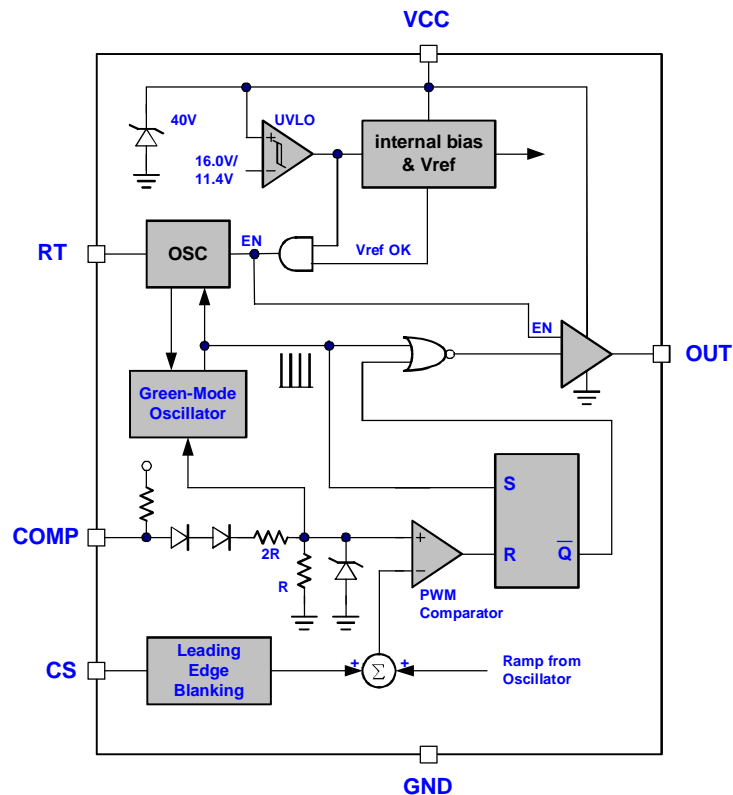 VCC
40V
UVLO
+
−
16.0V/
11.4V
internal bias
& Vref
RT
OSC
EN
Vref OK
EN
OUT
Green-Mode
Oscillator
COMP
2R
R
+
−
PWM
Comparator
S
R
Q̅
CS
Leading
Edge
Blanking
+
Σ
+
Ramp from
Oscillator
GND